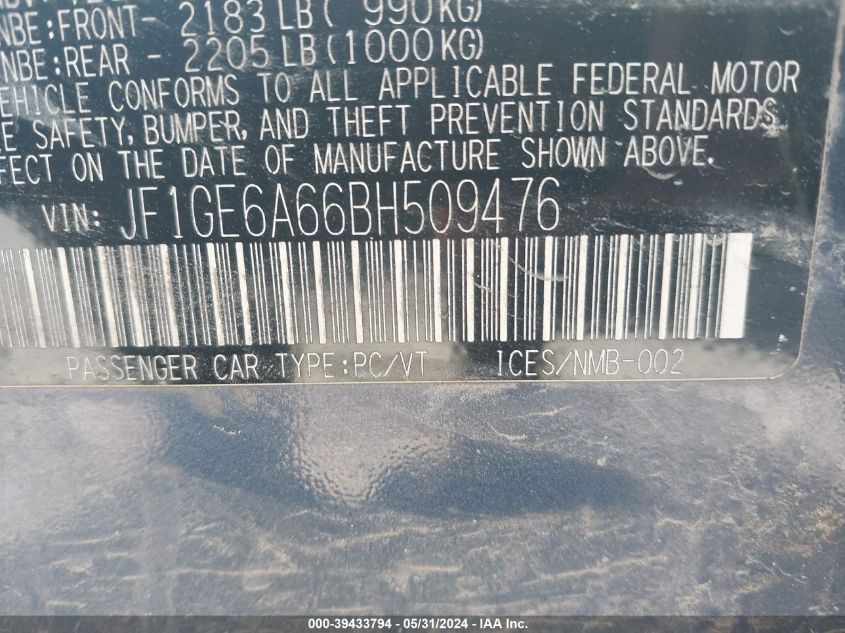 NBE:FRONT- 2183 LB( 990KG)
NBE:REAR - 2205 LB(1000KG)
EHICLE CONFORMS TO ALL APPLICABLE FEDERAL MOTOR
E SAFETY, BUMPER, AND THEFT PREVENTION STANDARDS
FECT ON THE DATE OF MANUFACTURE SHOWN ABOVE.
VIN: JF1GE6A66BH509476
PASSENGER CAR TYPE:PC/VT ICES/NMB-002
000-39433794 - 05/31/2024 - IAA Inc.